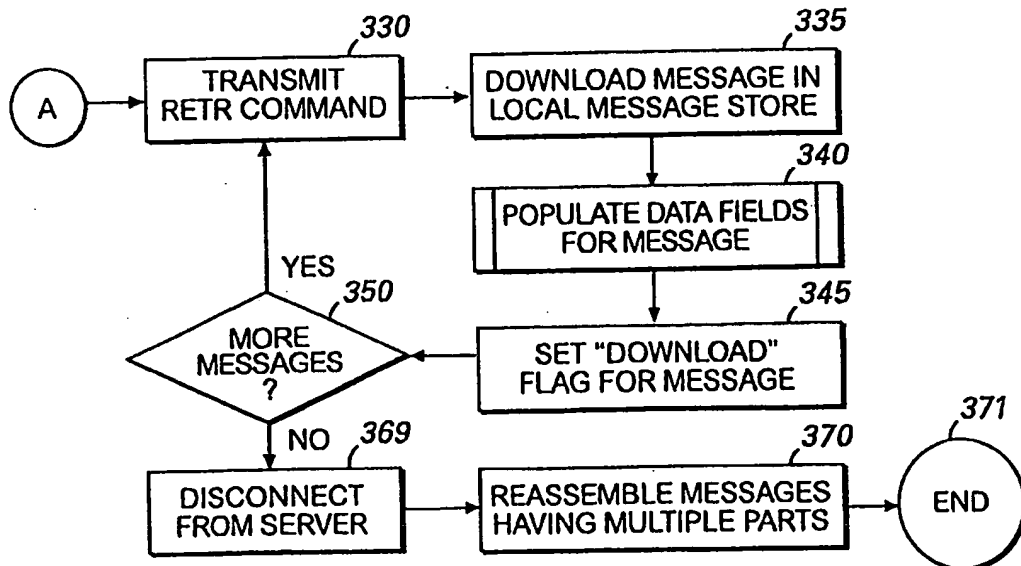 330
335
A
TRANSMIT
RETR COMMAND
DOWNLOAD MESSAGE IN
LOCAL MESSAGE STORE
340
POPULATE DATA FIELDS
FOR MESSAGE
YES
350
345
MORE
MESSAGES
?
SET "DOWNLOAD"
FLAG FOR MESSAGE
NO
369
370
371
DISCONNECT
FROM SERVER
REASSEMBLE MESSAGES
HAVING MULTIPLE PARTS
END